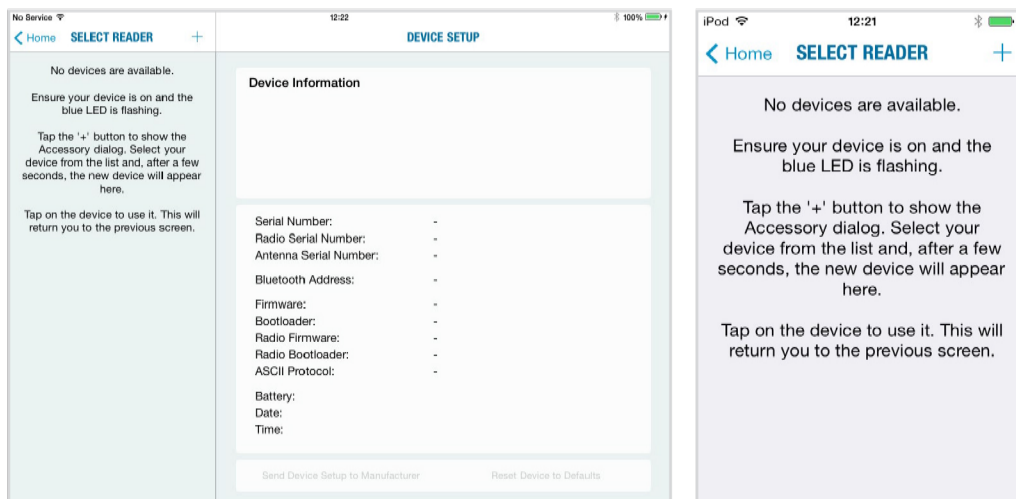 No Service
12:22
100%
Home
SELECT READER
+
DEVICE SETUP
No devices are available.
Ensure your device is on and the
blue LED is flashing.
Tap the '+' button to show the
Accessory dialog. Select your
device from the list and, after a few
seconds, the new device will appear
here.
Tap on the device to use it. This will
return you to the previous screen.
Device Information
Serial Number: -
Radio Serial Number: -
Antenna Serial Number: -
Bluetooth Address: -
Firmware: -
Bootloader: -
Radio Firmware: -
Radio Bootloader: -
ASCII Protocol: -
Battery:
Date:
Time:
Send Device Setup to Manufacturer
Reset Device to Defaults
iPod
12:21
Home
SELECT READER
+
No devices are available.
Ensure your device is on and the
blue LED is flashing.
Tap the '+' button to show the
Accessory dialog. Select your
device from the list and, after a few
seconds, the new device will appear
here.
Tap on the device to use it. This will
return you to the previous screen.